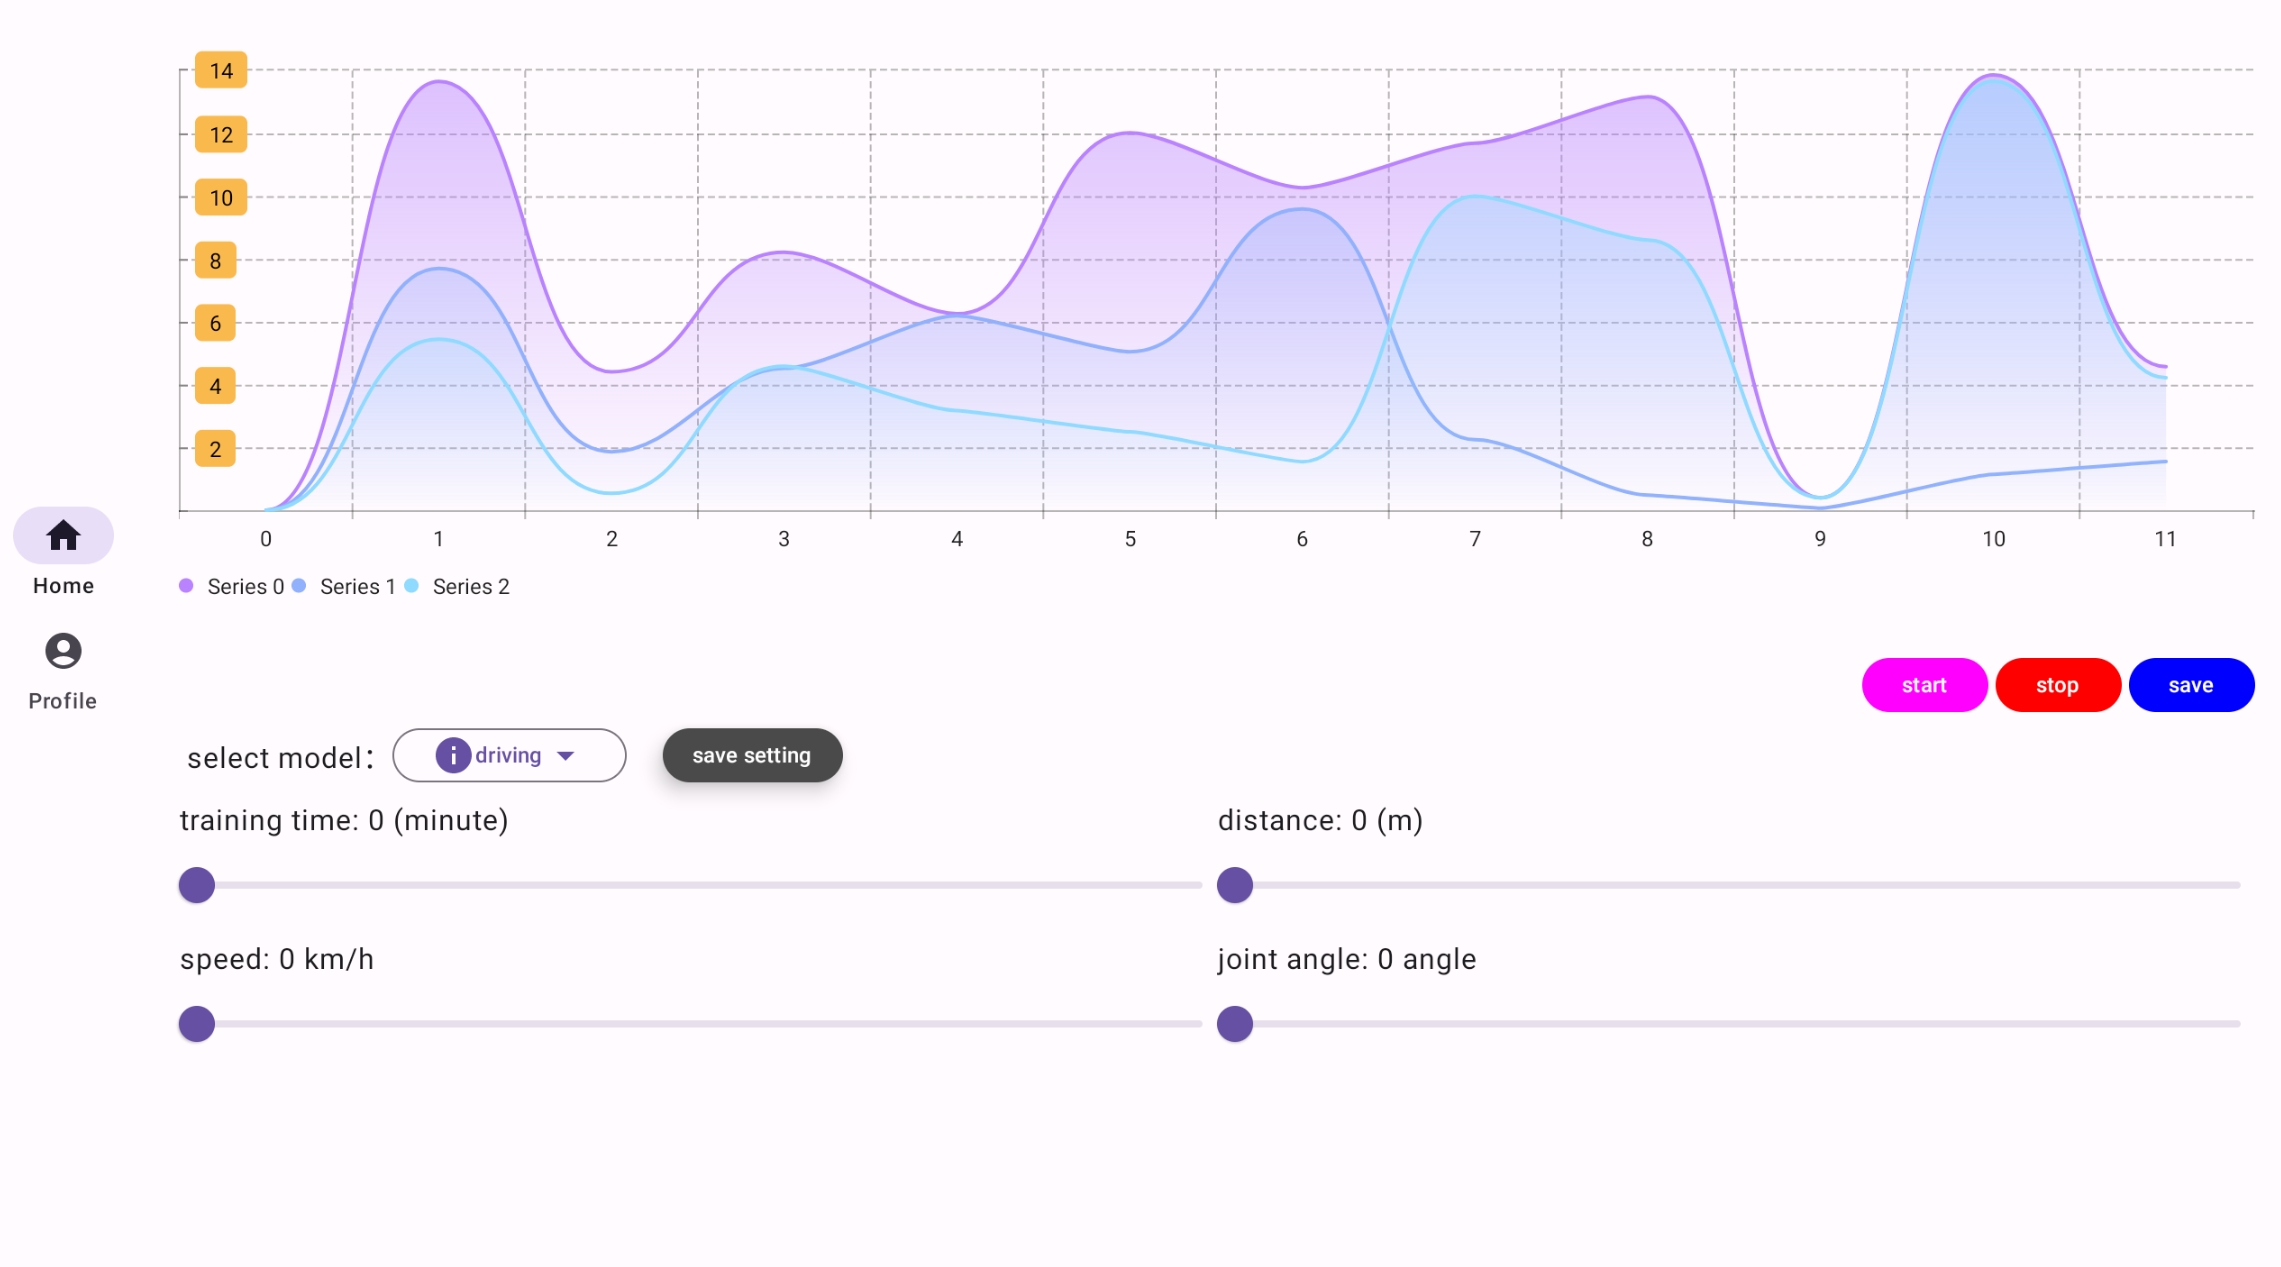 14
12
10
8
6
4
2
0 1 2 3 4 5 6 7 8 9 10 11
Series 0 Series 1 Series 2
Home
Profile
start stop save
select model: driving save setting
training time: 0 (minute)
distance: 0 (m)
speed: 0 km/h
joint angle: 0 angle